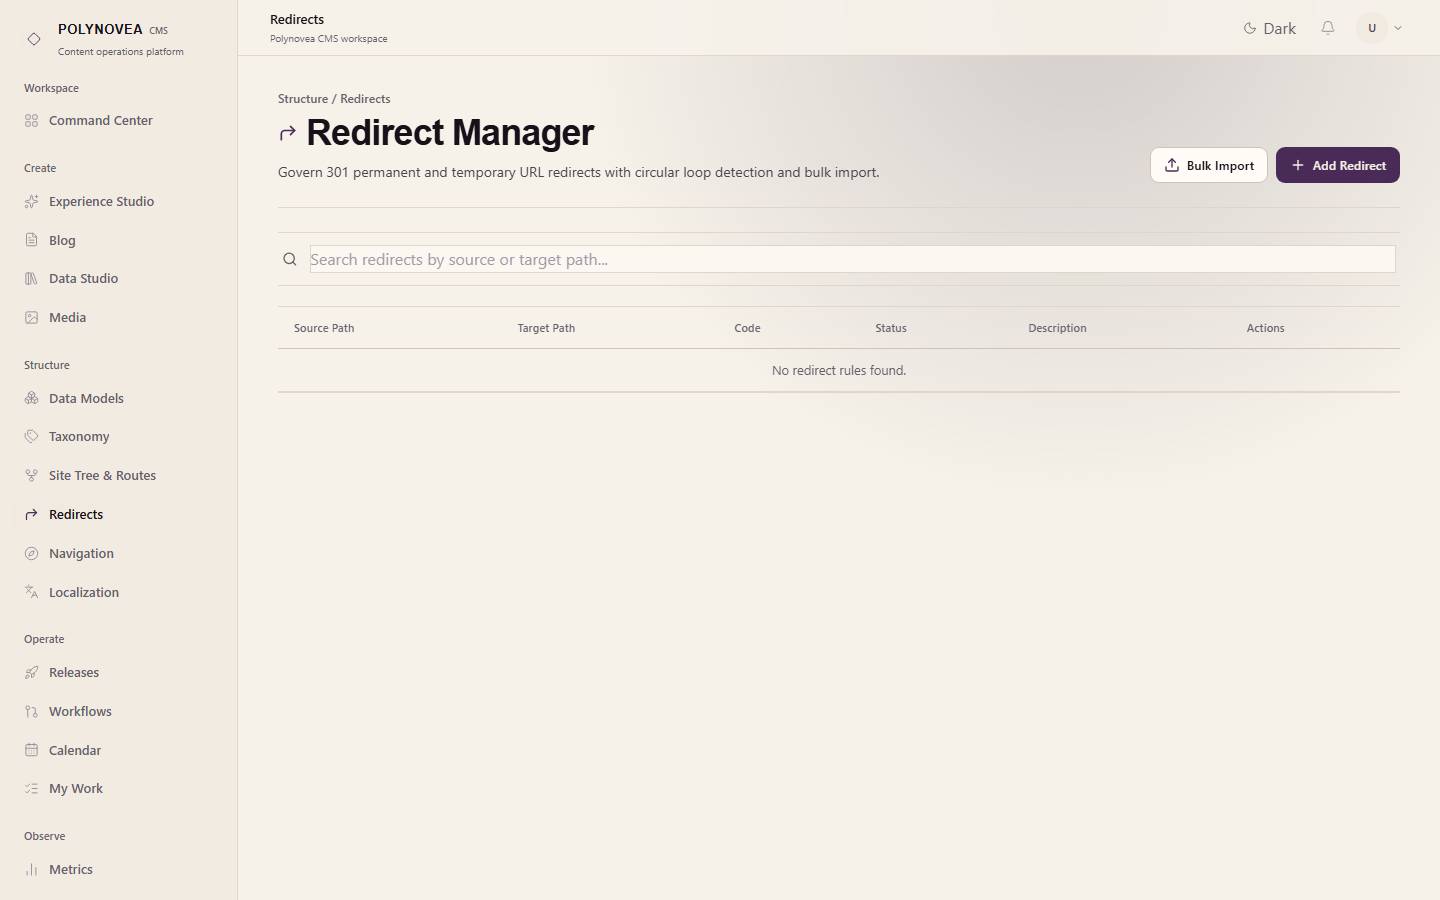 POLYNOVEA CMS
Content operations platform
Workspace
Command Center
Create
Experience Studio
Blog
Data Studio
Media
Structure
Data Models
Taxonomy
Site Tree & Routes
Redirects
Navigation
Localization
Operate
Releases
Workflows
Calendar
My Work
Observe
Metrics
Redirects
Polynovea CMS workspace
Dark
U
Structure / Redirects
Redirect Manager
Govern 301 permanent and temporary URL redirects with circular loop detection and bulk import.
Bulk Import
Add Redirect
Search redirects by source or target path...
Source Path Target Path Code Status Description Actions
No redirect rules found.